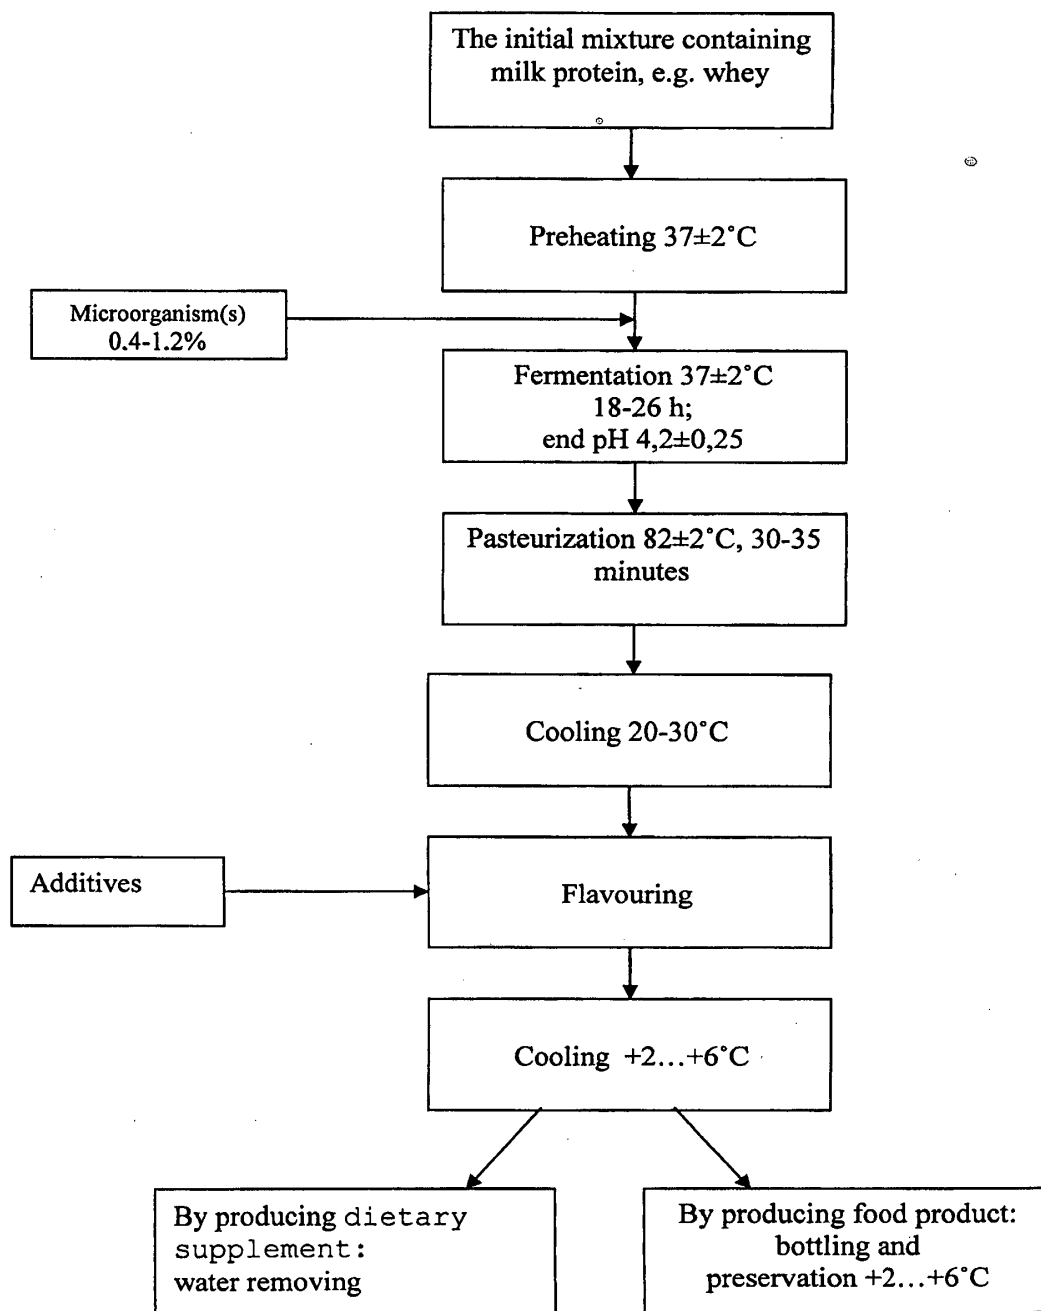 The initial mixture containing
milk protein, e.g. whey
Preheating 37±2°C
Microorganism(s)
0.4-1.2%
Fermentation 37±2°C
18-26 h;
end pH 4,2±0,25
Pasteurization 82±2°C, 30-35
minutes
Cooling 20-30°C
Additives
Flavouring
Cooling +2...+6°C
By producing dietary
supplement:
water removing
By producing food product:
bottling and
preservation +2...+6°C